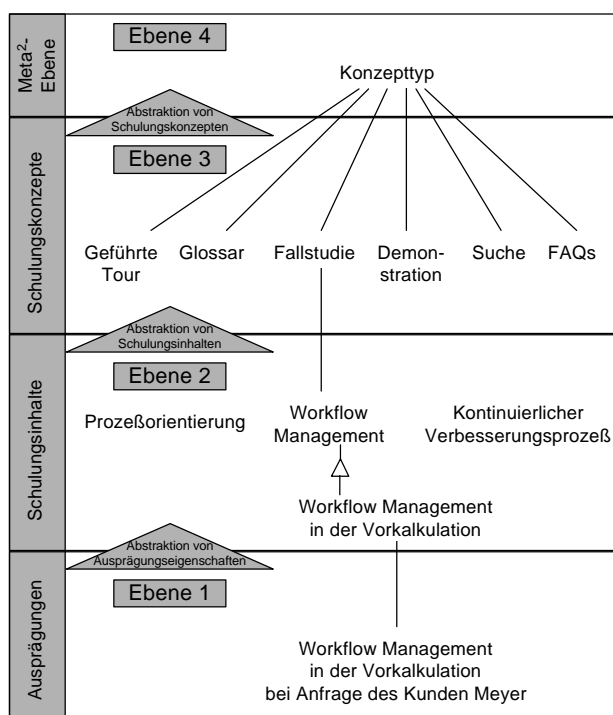 Meta²-
Ebene
Ebene 4
Konzepttyp
Abstraktion von
Schulungskonzepten
Schulungskonzepte
Ebene 3
Geführte
Tour
Glossar
Fallstudie
Demon-
stration
Suche
FAQs
Abstraktion von
Schulungsinhalten
Schulungsinhalte
Ebene 2
Prozeßorientierung
Workflow
Management
Kontinuierlicher
Verbesserungsprozeß
Workflow Management
in der Vorkalkulation
Abstraktion von
Ausprägungseigenschaften
Ausprägungen
Ebene 1
Workflow Management
in der Vorkalkulation
bei Anfrage des Kunden Meyer